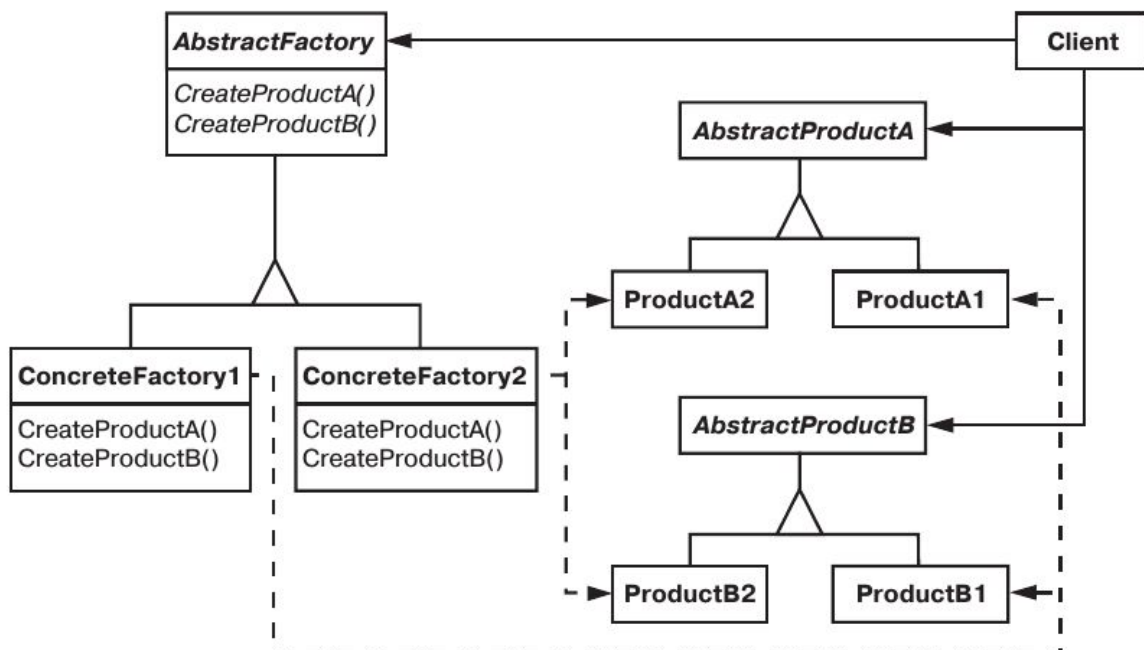 AbstractFactory
CreateProductA()
CreateProductB()
Client
AbstractProductA
ProductA2
ProductA1
ConcreteFactory1
CreateProductA()
CreateProductB()
ConcreteFactory2
CreateProductA()
CreateProductB()
AbstractProductB
ProductB2
ProductB1